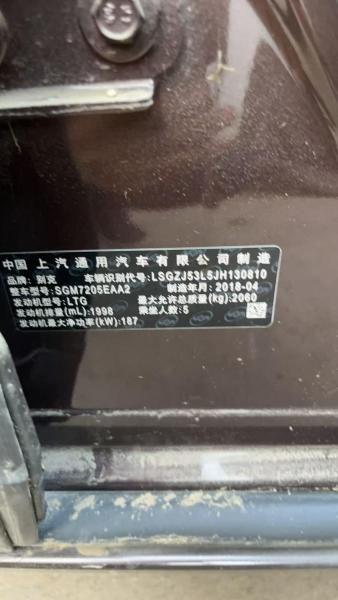 中国 上汽通用汽车有限公司制造
品牌:别克 车辆识别代号:LSGZJ53L5JH130810
整车型号:SGM7205EAA2 制造年月:2018-04
发动机型号:LTG 最大允许总质量(kg):2060
发动机排量(mL):1998 乘坐人数:5
发动机最大净功率(kW):187